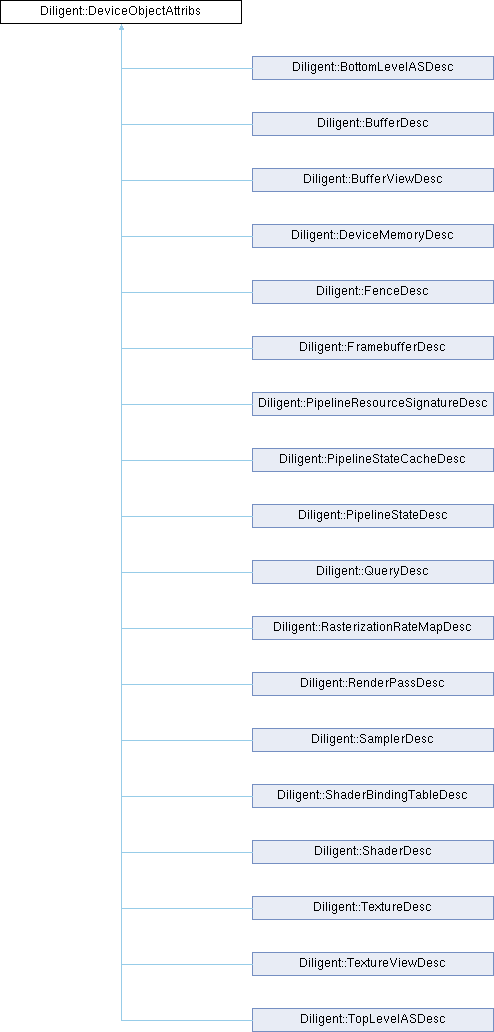 Diligent::DeviceObjectAttribs
Diligent::BottomLevelASDesc
Diligent::BufferDesc
Diligent::BufferViewDesc
Diligent::DeviceMemoryDesc
Diligent::FenceDesc
Diligent::FramebufferDesc
Diligent::PipelineResourceSignatureDesc
Diligent::PipelineStateCacheDesc
Diligent::PipelineStateDesc
Diligent::QueryDesc
Diligent::RasterizationRateMapDesc
Diligent::RenderPassDesc
Diligent::SamplerDesc
Diligent::ShaderBindingTableDesc
Diligent::ShaderDesc
Diligent::TextureDesc
Diligent::TextureViewDesc
Diligent::TopLevelASDesc